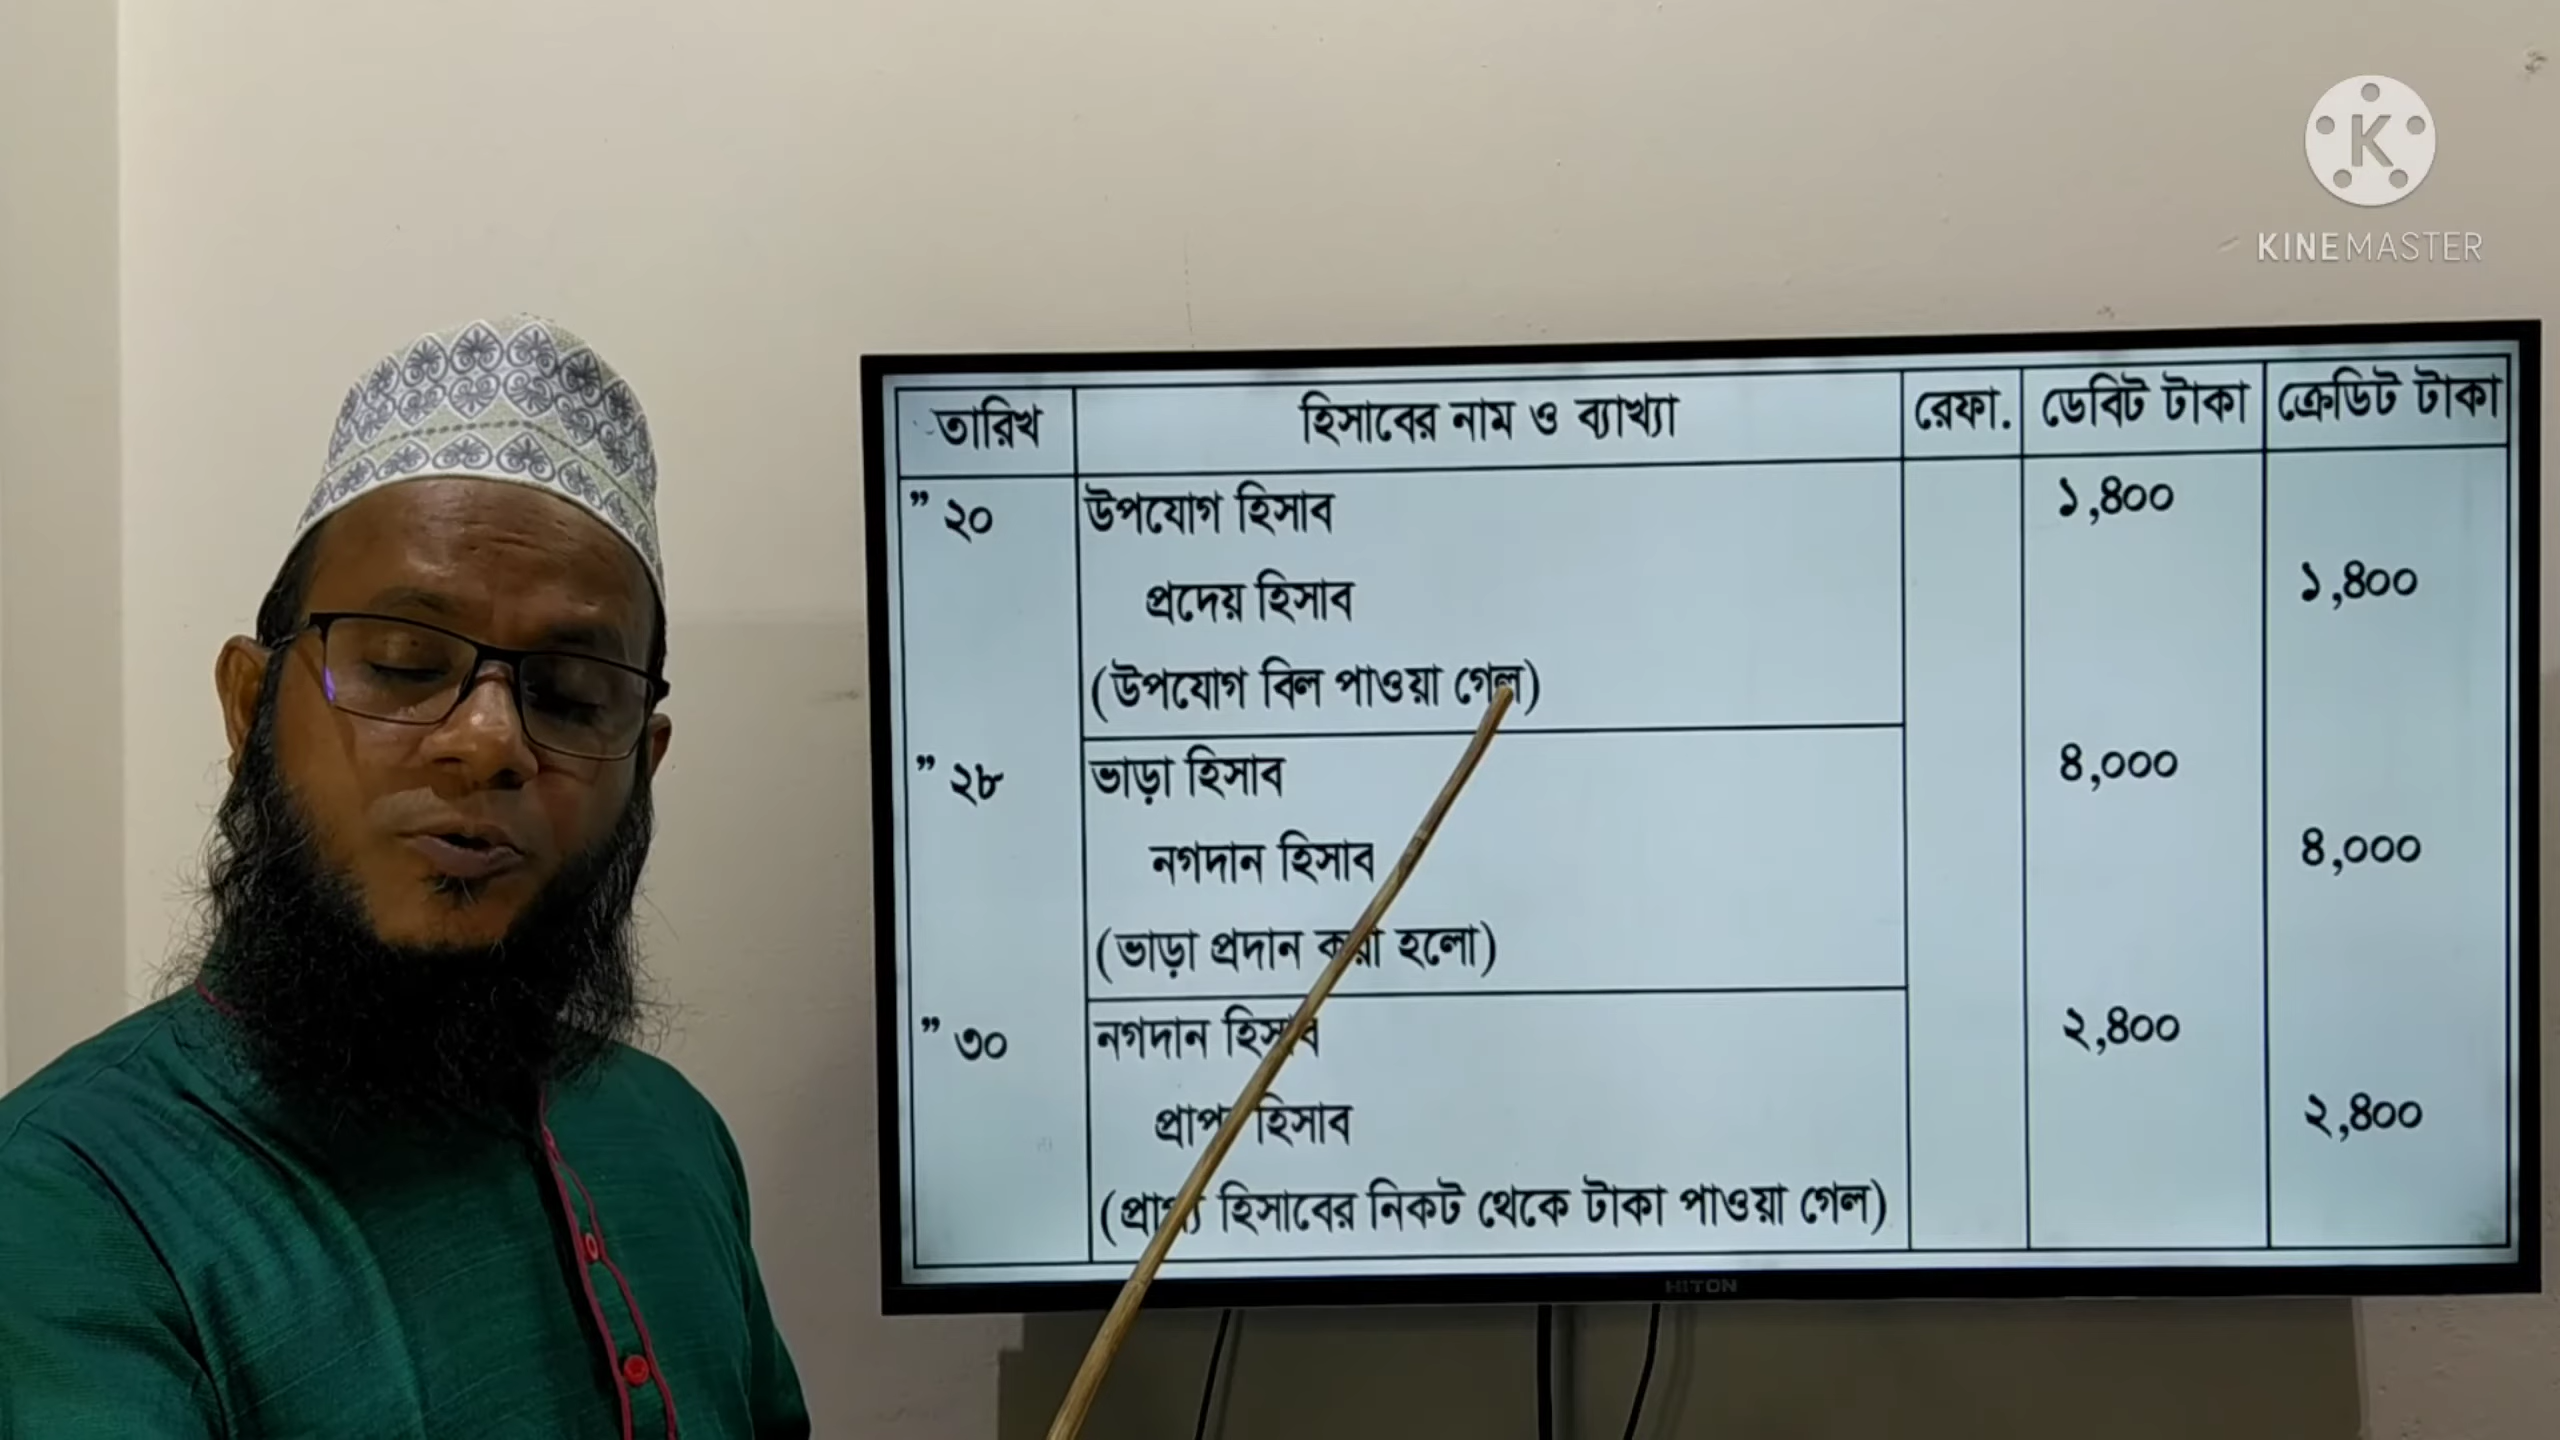 KINEMASTER
তারিখ হিসাবের নাম ও ব্যাখ্যা রেফা. ডেবিট টাকা ক্রেডিট টাকা
” ২০ উপযোগ হিসাব ১,৪০০
প্রদেয় হিসাব ১,৪০০
(উপযোগ বিল পাওয়া গেল)
” ২৮ ভাড়া হিসাব ৪,০০০
নগদান হিসাব ৪,০০০
(ভাড়া প্রদান করা হলো)
” ৩০ নগদান হিসাব ২,৪০০
প্রাপ্য হিসাব ২,৪০০
(প্রাপ্য হিসাবের নিকট থেকে টাকা পাওয়া গেল)
HITON